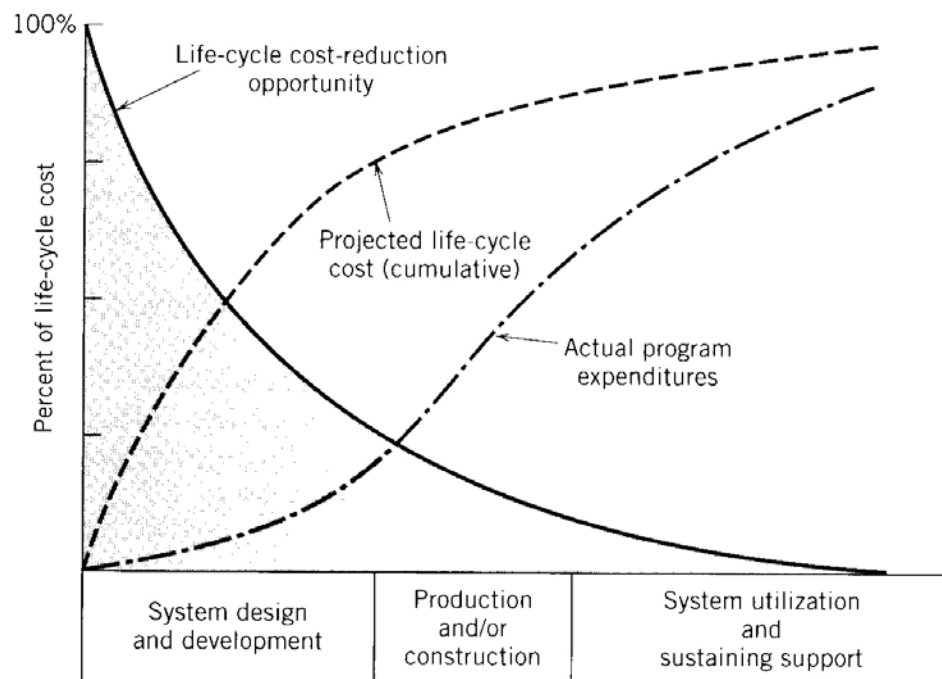 100%
Life-cycle cost-reduction
opportunity
Percent of life-cycle cost
Projected life-cycle
cost (cumulative)
Actual program
expenditures
System design
and development
Production
and/or
construction
System utilization
and
sustaining support